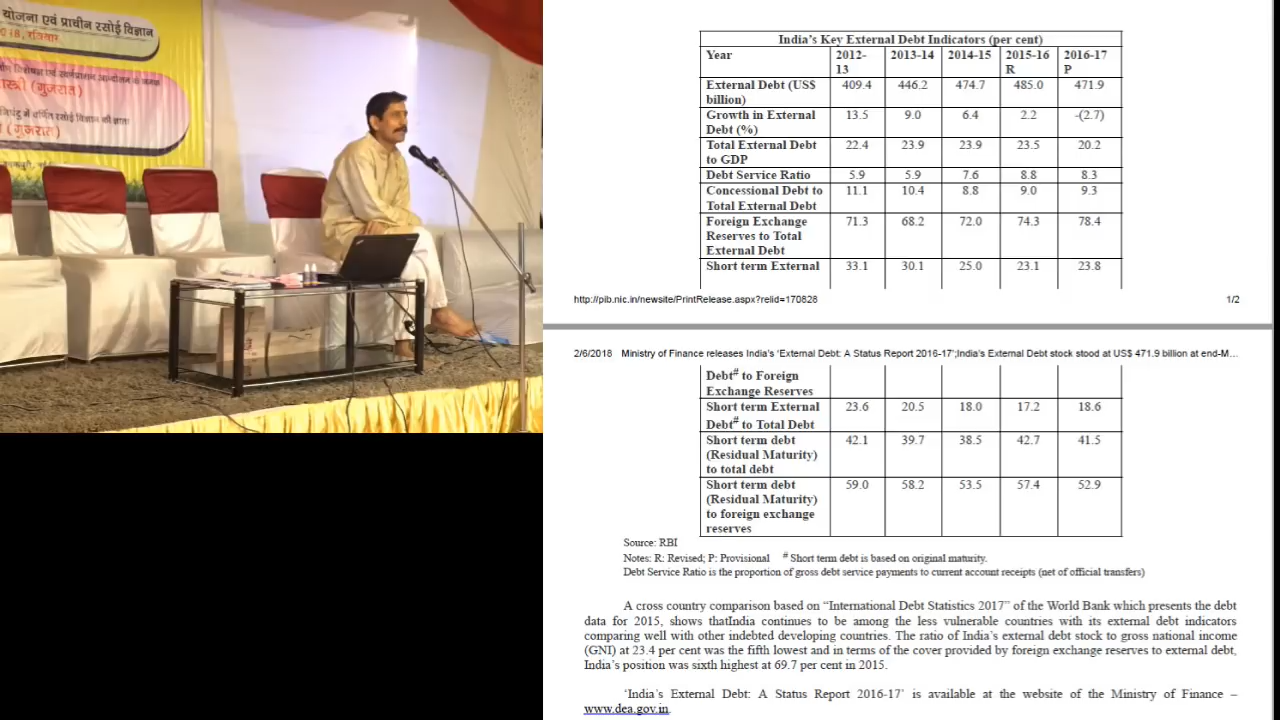 योजना एवं प्राचीन रसोई विज्ञान
रविवार
(गुजरात)
में वर्णित रसोई विज्ञान की ज्ञाता
(गुजरात)
India's Key External Debt Indicators (per cent)
Year 2012-13 2013-14 2014-15 2015-16 R 2016-17 P
External Debt (US$ billion) 409.4 446.2 474.7 485.0 471.9
Growth in External Debt (%) 13.5 9.0 6.4 2.2 -(2.7)
Total External Debt to GDP 22.4 23.9 23.9 23.5 20.2
Debt Service Ratio 5.9 5.9 7.6 8.8 8.3
Concessional Debt to Total External Debt 11.1 10.4 8.8 9.0 9.3
Foreign Exchange Reserves to Total External Debt 71.3 68.2 72.0 74.3 78.4
Short term External 33.1 30.1 25.0 23.1 23.8
http://pib.nic.in/newsite/PrintRelease.aspx?relid=170828 1/2
2/6/2018 Ministry of Finance releases India's 'External Debt: A Status Report 2016-17';India's External Debt stock stood at US$ 471.9 billion at end-M...
Debt# to Foreign Exchange Reserves
Short term External Debt# to Total Debt 23.6 20.5 18.0 17.2 18.6
Short term debt (Residual Maturity) to total debt 42.1 39.7 38.5 42.7 41.5
Short term debt (Residual Maturity) to foreign exchange reserves 59.0 58.2 53.5 57.4 52.9
Source: RBI
Notes: R: Revised; P: Provisional # Short term debt is based on original maturity.
Debt Service Ratio is the proportion of gross debt service payments to current account receipts (net of official transfers)
A cross country comparison based on "International Debt Statistics 2017" of the World Bank which presents the debt
data for 2015, shows thatIndia continues to be among the less vulnerable countries with its external debt indicators
comparing well with other indebted developing countries. The ratio of India's external debt stock to gross national income
(GNI) at 23.4 per cent was the fifth lowest and in terms of the cover provided by foreign exchange reserves to external debt,
India's position was sixth highest at 69.7 per cent in 2015.
'India's External Debt: A Status Report 2016-17' is available at the website of the Ministry of Finance –
www.dea.gov.in.